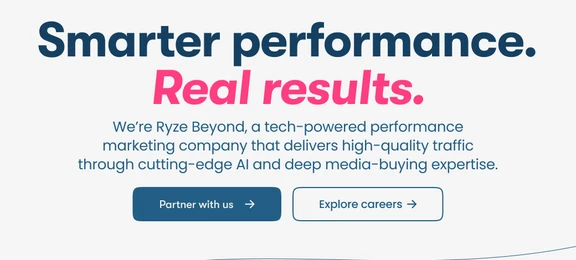 Smarter performance.
Real results.
We’re Ryze Beyond, a tech-powered performance
marketing company that delivers high-quality traffic
through cutting-edge AI and deep media-buying expertise.
Partner with us →
Explore careers →